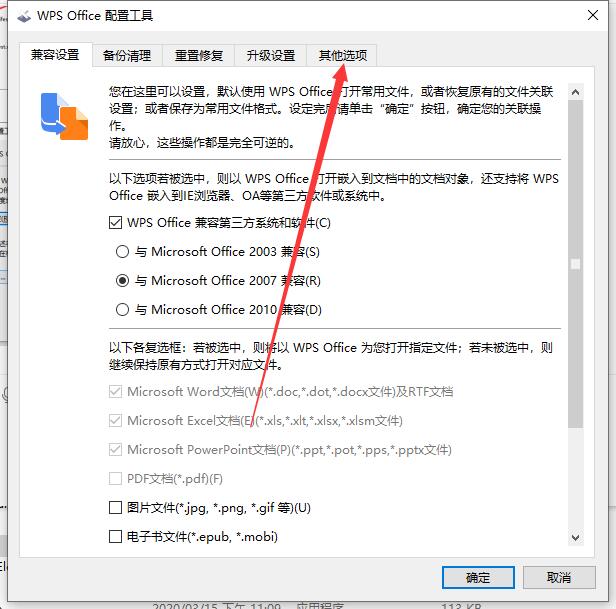 WPS Office 配置工具
兼容设置 备份清理 重置修复 升级设置 其他选项
您在这里可以设置，默认使用 WPS Office 打开常用文件，或者恢复原有的文件关联
设置；或者保存为常用文件格式。设定完后请单击“确定”按钮，确定您的关联操
作。
请放心，这些操作都是完全可逆的。
以下选项若被选中，则以 WPS Office 打开嵌入到文档中的文档对象，还支持将 WPS
Office 嵌入到IE浏览器、OA等第三方软件或系统中。
WPS Office 兼容第三方系统和软件(C)
与 Microsoft Office 2003 兼容(S)
与 Microsoft Office 2007 兼容(R)
与 Microsoft Office 2010 兼容(D)
以下各复选框：若被选中，则将以 WPS Office 为您打开指定文件；若未被选中，则
继续保持原有方式打开对应文件。
Microsoft Word文档(W)(*.doc,*.dot,*.docx文件)及RTF文档
Microsoft Excel文档(E)(*.xls,*.xlt,*.xlsx,*.xlsm文件)
Microsoft PowerPoint文档(P)(*.ppt,*.pot,*.pps,*.pptx文件)
PDF文档(*.pdf)(F)
图片文件(*.jpg, *.png, *.gif 等)(U)
电子书文件(*.epub, *.mobi)
确定 取消
2020/03/15 下午 11:09 应用程序 113 KB